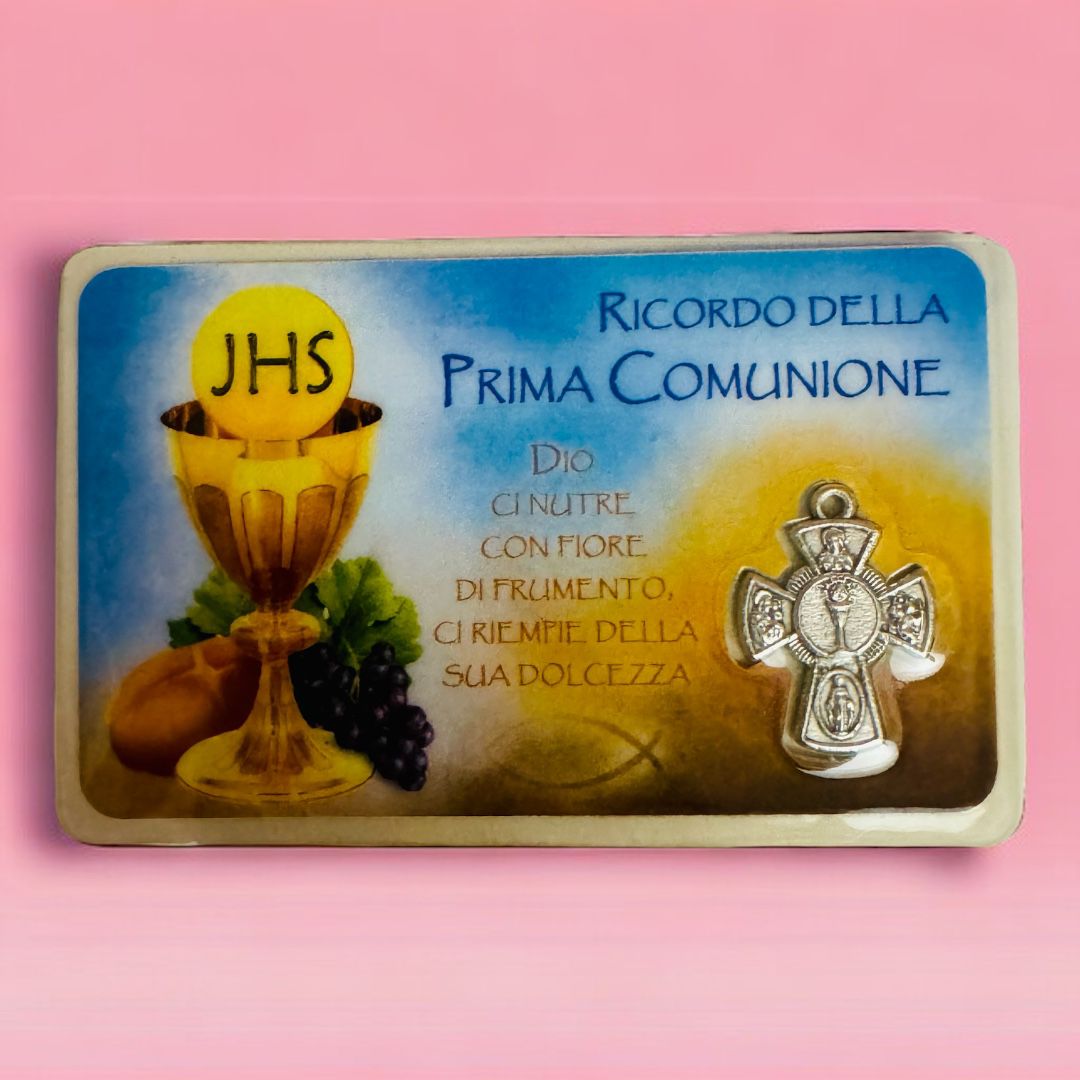 JHS
RICORDO DELLA
PRIMA COMUNIONE
DIO
CI NUTRE
CON FIORE
DI FRUMENTO,
CI RIEMPIE DELLA
SUA DOLCEZZA